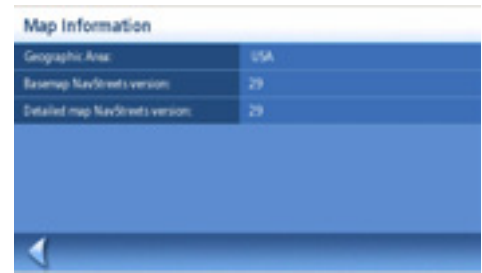 Map Information
Geographic Area: USA
Basemap NavStreets version: 29
Detailed map NavStreets version: 29